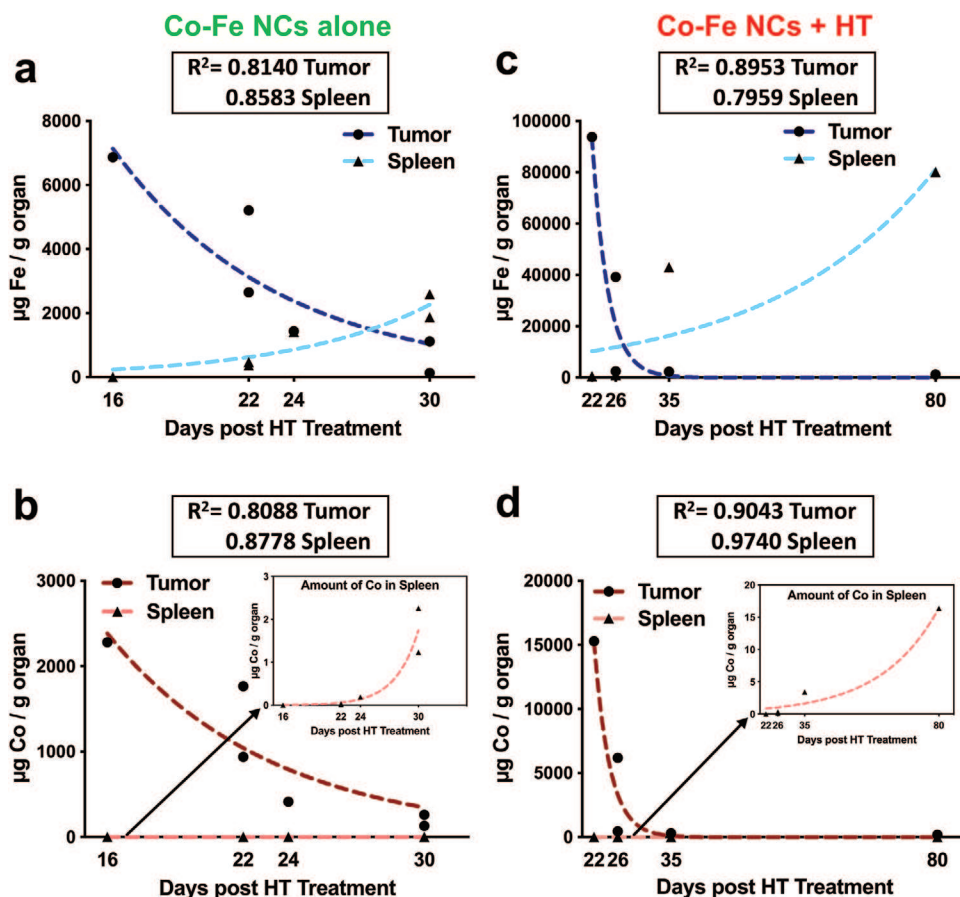 Co-Fe NCs alone
a
R²= 0.8140 Tumor
0.8583 Spleen
8000
6000
4000
2000
0
µg Fe / g organ
Tumor
Spleen
16
22
24
30
Days post HT Treatment
Co-Fe NCs + HT
c
R²= 0.8953 Tumor
0.7959 Spleen
100000
80000
60000
40000
20000
0
µg Fe / g organ
Tumor
Spleen
22
26
35
80
Days post HT Treatment
b
R²= 0.8088 Tumor
0.8778 Spleen
3000
2000
1000
0
µg Co / g organ
Tumor
Spleen
Amount of Co in Spleen
3
2
1
0
µg Co / g organ
16
22
24
30
Days post HT Treatment
16
22
24
30
Days post HT Treatment
d
R²= 0.9043 Tumor
0.9740 Spleen
20000
15000
10000
5000
0
µg Co / g organ
Tumor
Spleen
Amount of Co in Spleen
20
15
10
5
0
µg Co / g organ
22
26
35
80
Days post HT Treatment
22
26
35
80
Days post HT Treatment